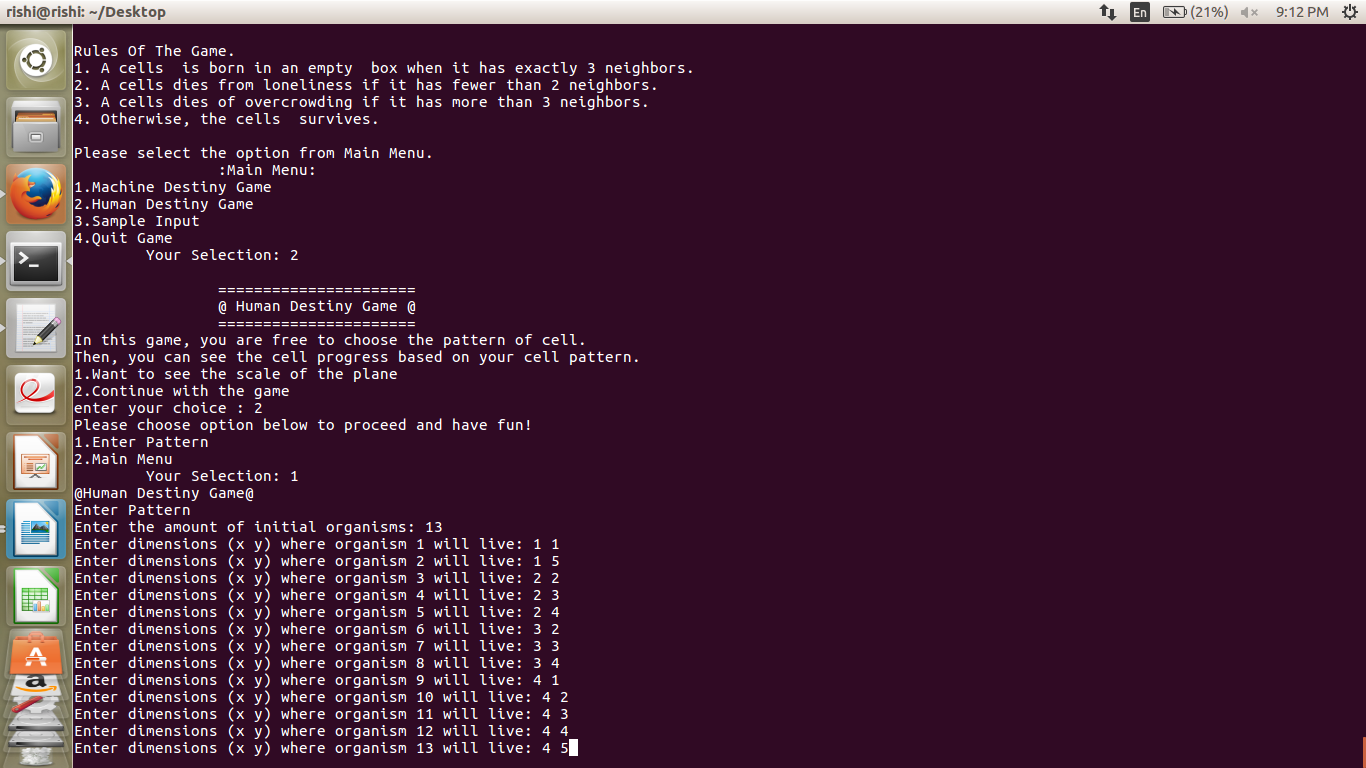 rishi@rishi: ~/Desktop
En
(21%)
9:12 PM
Rules Of The Game.
1. A cells  is born in an empty  box when it has exactly 3 neighbors.
2. A cells dies from loneliness if it has fewer than 2 neighbors.
3. A cells dies of overcrowding if it has more than 3 neighbors.
4. Otherwise, the cells  survives.
Please select the option from Main Menu.
:Main Menu:
1.Machine Destiny Game
2.Human Destiny Game
3.Sample Input
4.Quit Game
Your Selection: 2
======================
@ Human Destiny Game @
======================
In this game, you are free to choose the pattern of cell.
Then, you can see the cell progress based on your cell pattern.
1.Want to see the scale of the plane
2.Continue with the game
enter your choice : 2
Please choose option below to proceed and have fun!
1.Enter Pattern
2.Main Menu
Your Selection: 1
@Human Destiny Game@
Enter Pattern
Enter the amount of initial organisms: 13
Enter dimensions (x y) where organism 1 will live: 1 1
Enter dimensions (x y) where organism 2 will live: 1 5
Enter dimensions (x y) where organism 3 will live: 2 2
Enter dimensions (x y) where organism 4 will live: 2 3
Enter dimensions (x y) where organism 5 will live: 2 4
Enter dimensions (x y) where organism 6 will live: 3 2
Enter dimensions (x y) where organism 7 will live: 3 3
Enter dimensions (x y) where organism 8 will live: 3 4
Enter dimensions (x y) where organism 9 will live: 4 1
Enter dimensions (x y) where organism 10 will live: 4 2
Enter dimensions (x y) where organism 11 will live: 4 3
Enter dimensions (x y) where organism 12 will live: 4 4
Enter dimensions (x y) where organism 13 will live: 4 5